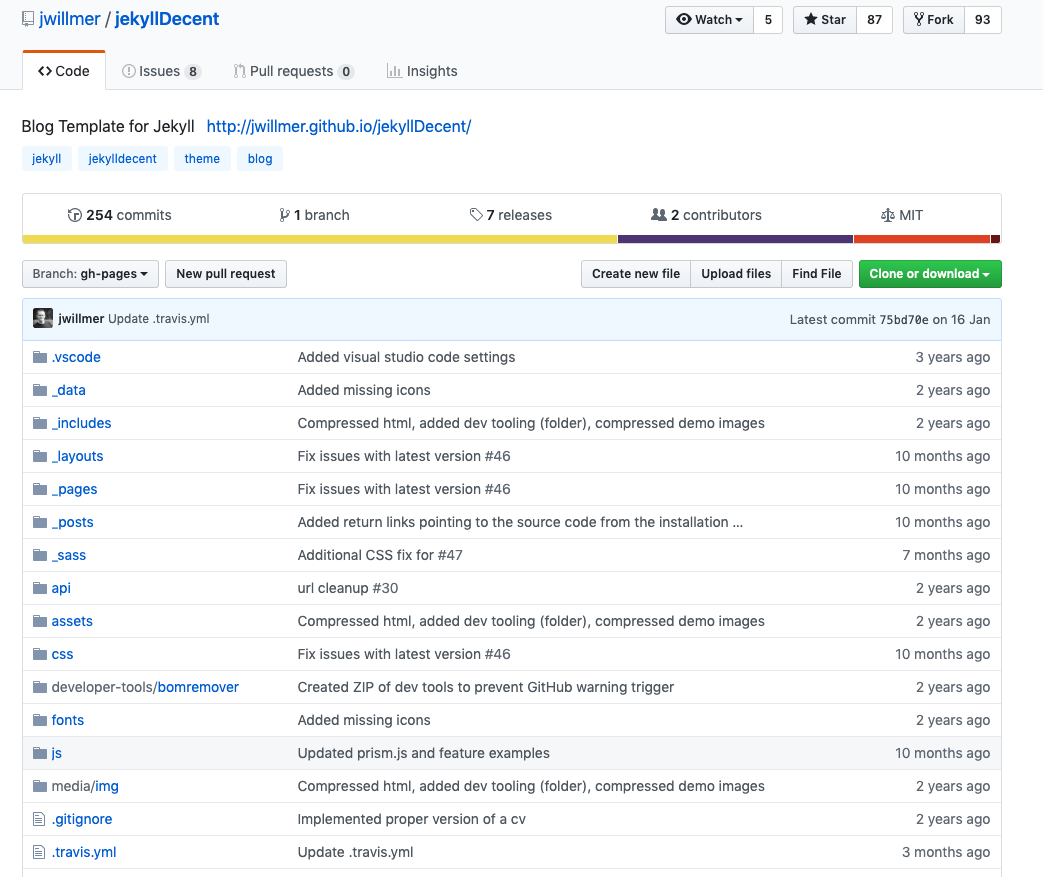 jwillmer / jekyllDecent
Watch 5 Star 87 Fork 93
Code Issues 8 Pull requests 0 Insights
Blog Template for Jekyll http://jwillmer.github.io/jekyllDecent/
jekyll jekylldecent theme blog
254 commits 1 branch 7 releases 2 contributors MIT
Branch: gh-pages New pull request Create new file Upload files Find File Clone or download
jwillmer Update .travis.yml Latest commit 75bd70e on 16 Jan
.vscode Added visual studio code settings 3 years ago
_data Added missing icons 2 years ago
_includes Compressed html, added dev tooling (folder), compressed demo images 2 years ago
_layouts Fix issues with latest version #46 10 months ago
_pages Fix issues with latest version #46 10 months ago
_posts Added return links pointing to the source code from the installation ... 10 months ago
_sass Additional CSS fix for #47 7 months ago
api url cleanup #30 2 years ago
assets Compressed html, added dev tooling (folder), compressed demo images 2 years ago
css Fix issues with latest version #46 10 months ago
developer-tools/bomremover Created ZIP of dev tools to prevent GitHub warning trigger 2 years ago
fonts Added missing icons 2 years ago
js Updated prism.js and feature examples 10 months ago
media/img Compressed html, added dev tooling (folder), compressed demo images 2 years ago
.gitignore Implemented proper version of a cv 2 years ago
.travis.yml Update .travis.yml 3 months ago